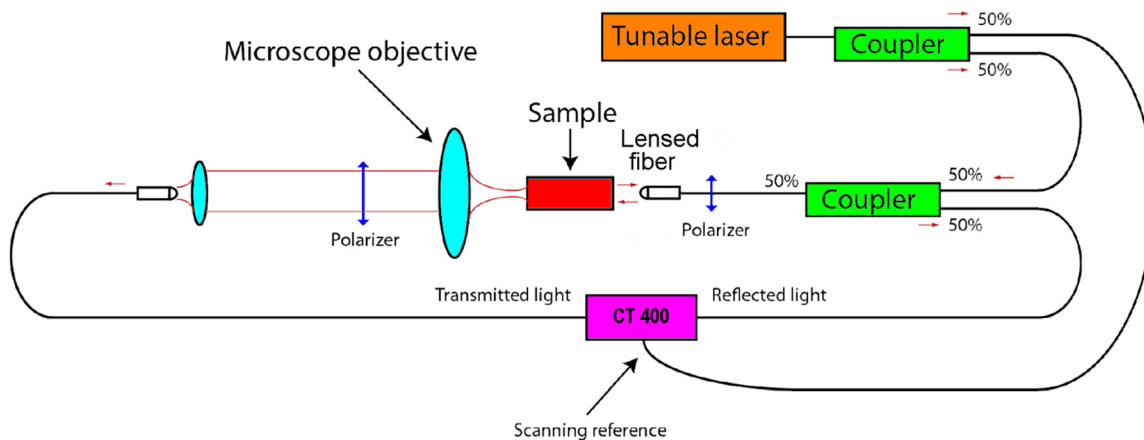 50%
Tunable laser
Coupler
50%
Microscope
objective
Sample
Lensed
fiber
50%
50%
Coupler
50%
Polarizer
Polarizer
Transmitted light
CT 400
Reflected light
Scanning reference